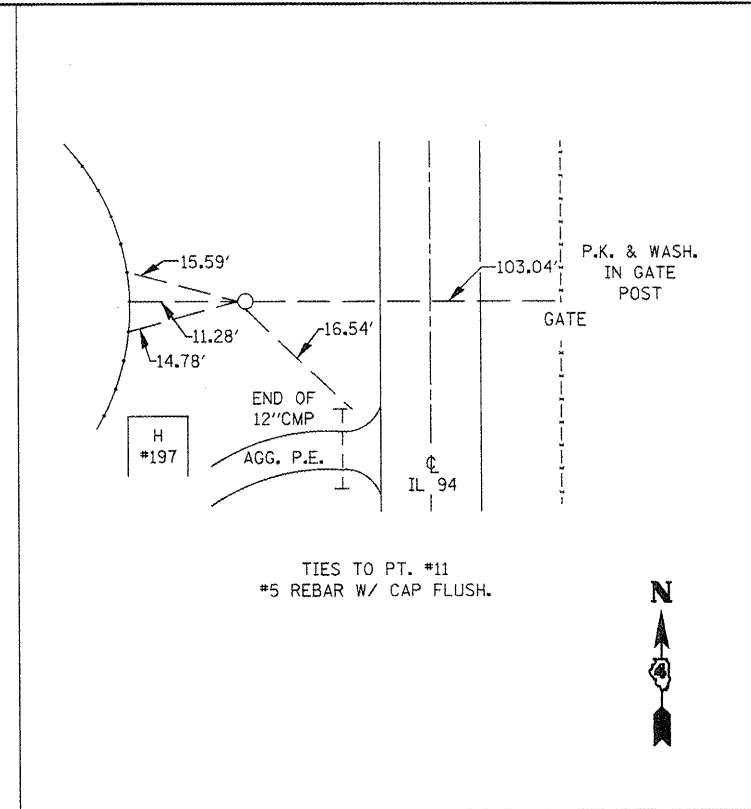 15.59'
103.04'
P.K. & WASH.
IN GATE
POST
GATE
11.28'
16.54'
14.78'
END OF
12"CMP
H
#197
AGG. P.E.
℄
IL 94
TIES TO PT. #11
#5 REBAR W/ CAP FLUSH.
N
4